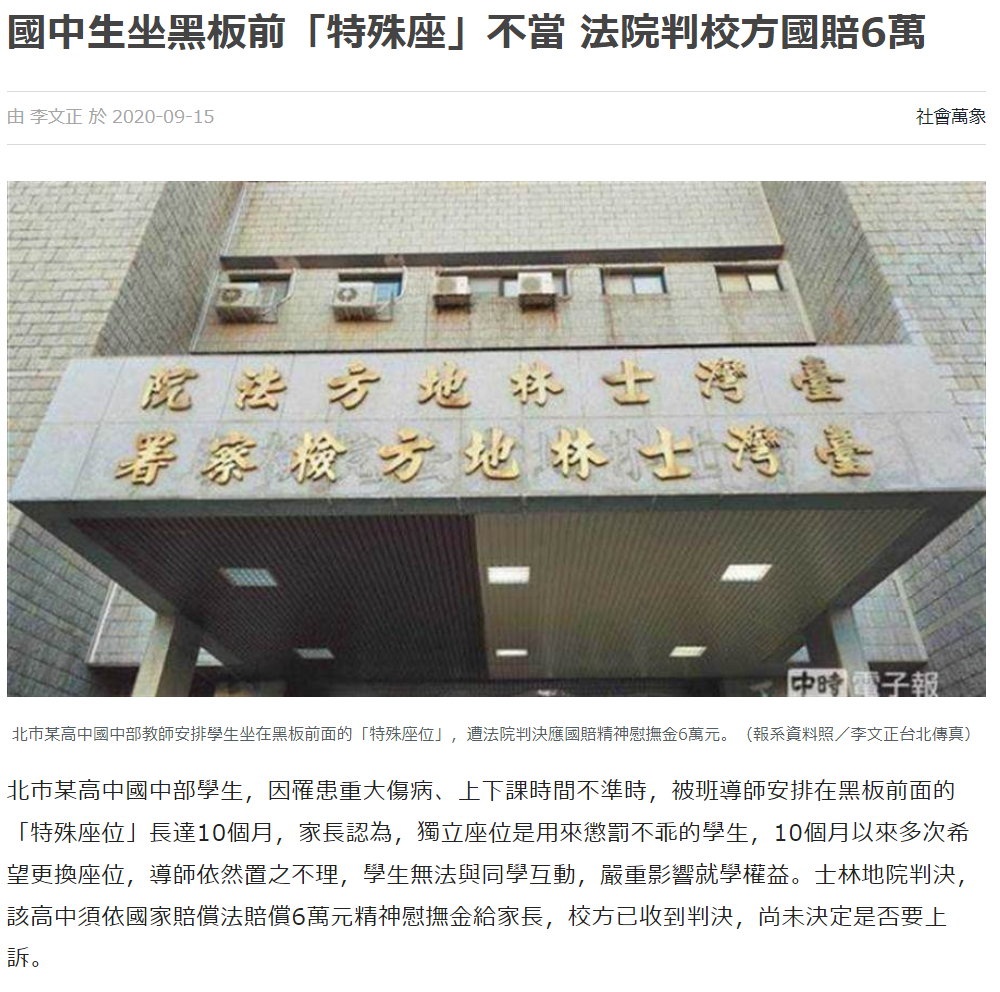 國中生坐黑板前「特殊座」不當 法院判校方國賠6萬
由 李文正 於 2020-09-15
社會萬象
臺灣士林地方法院
臺灣士林地方檢察署
中時電子報
北市某高中國中部教師安排學生坐在黑板前面的「特殊座位」，遭法院判決應國賠精神慰撫金6萬元。（報系資料照／李文正台北傳真）
北市某高中國中部學生，因罹患重大傷病、上下課時間不準時，被班導師安排在黑板前面的
「特殊座位」長達10個月，家長認為，獨立座位是用來懲罰不乖的學生，10個月以來多次希
望更換座位，導師依然置之不理，學生無法與同學互動，嚴重影響就學權益。士林地院判決，
該高中須依國家賠償法賠償6萬元精神慰撫金給家長，校方已收到判決，尚未決定是否要上
訴。